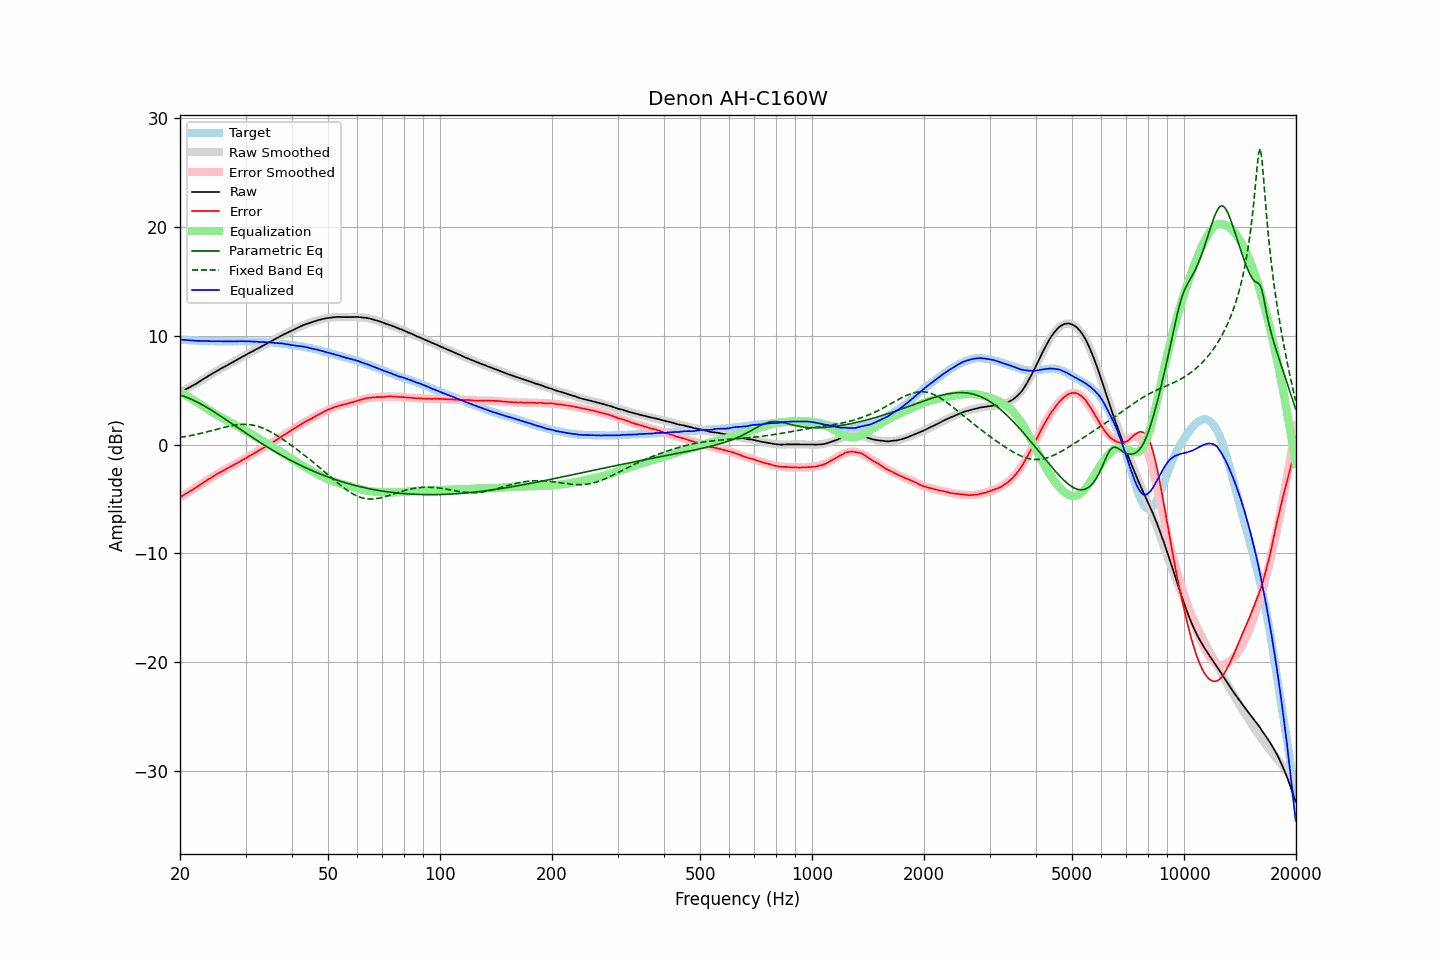 Denon AH-C160W
Amplitude (dBr)
30
20
10
0
−10
−20
−30
Target
Raw Smoothed
Error Smoothed
Raw
Error
Equalization
Parametric Eq
Fixed Band Eq
Equalized
20
50
100
200
500
1000
2000
5000
10000
20000
Frequency (Hz)